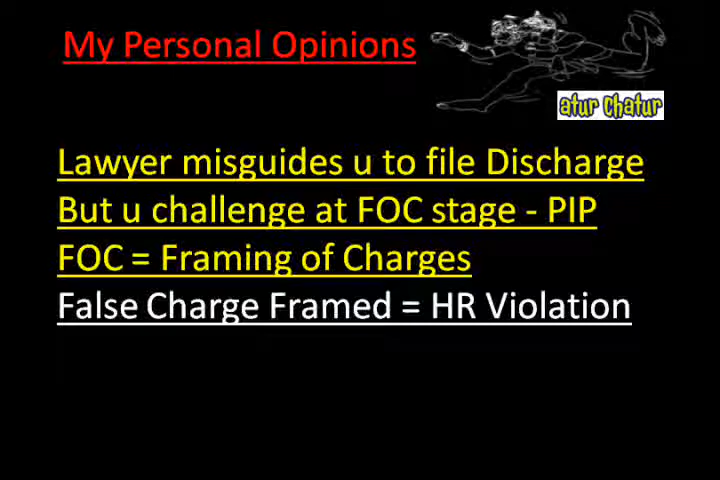 My Personal Opinions
atur chatur
Lawyer misguides u to file Discharge
But u challenge at FOC stage - PIP
FOC = Framing of Charges
False Charge Framed = HR Violation